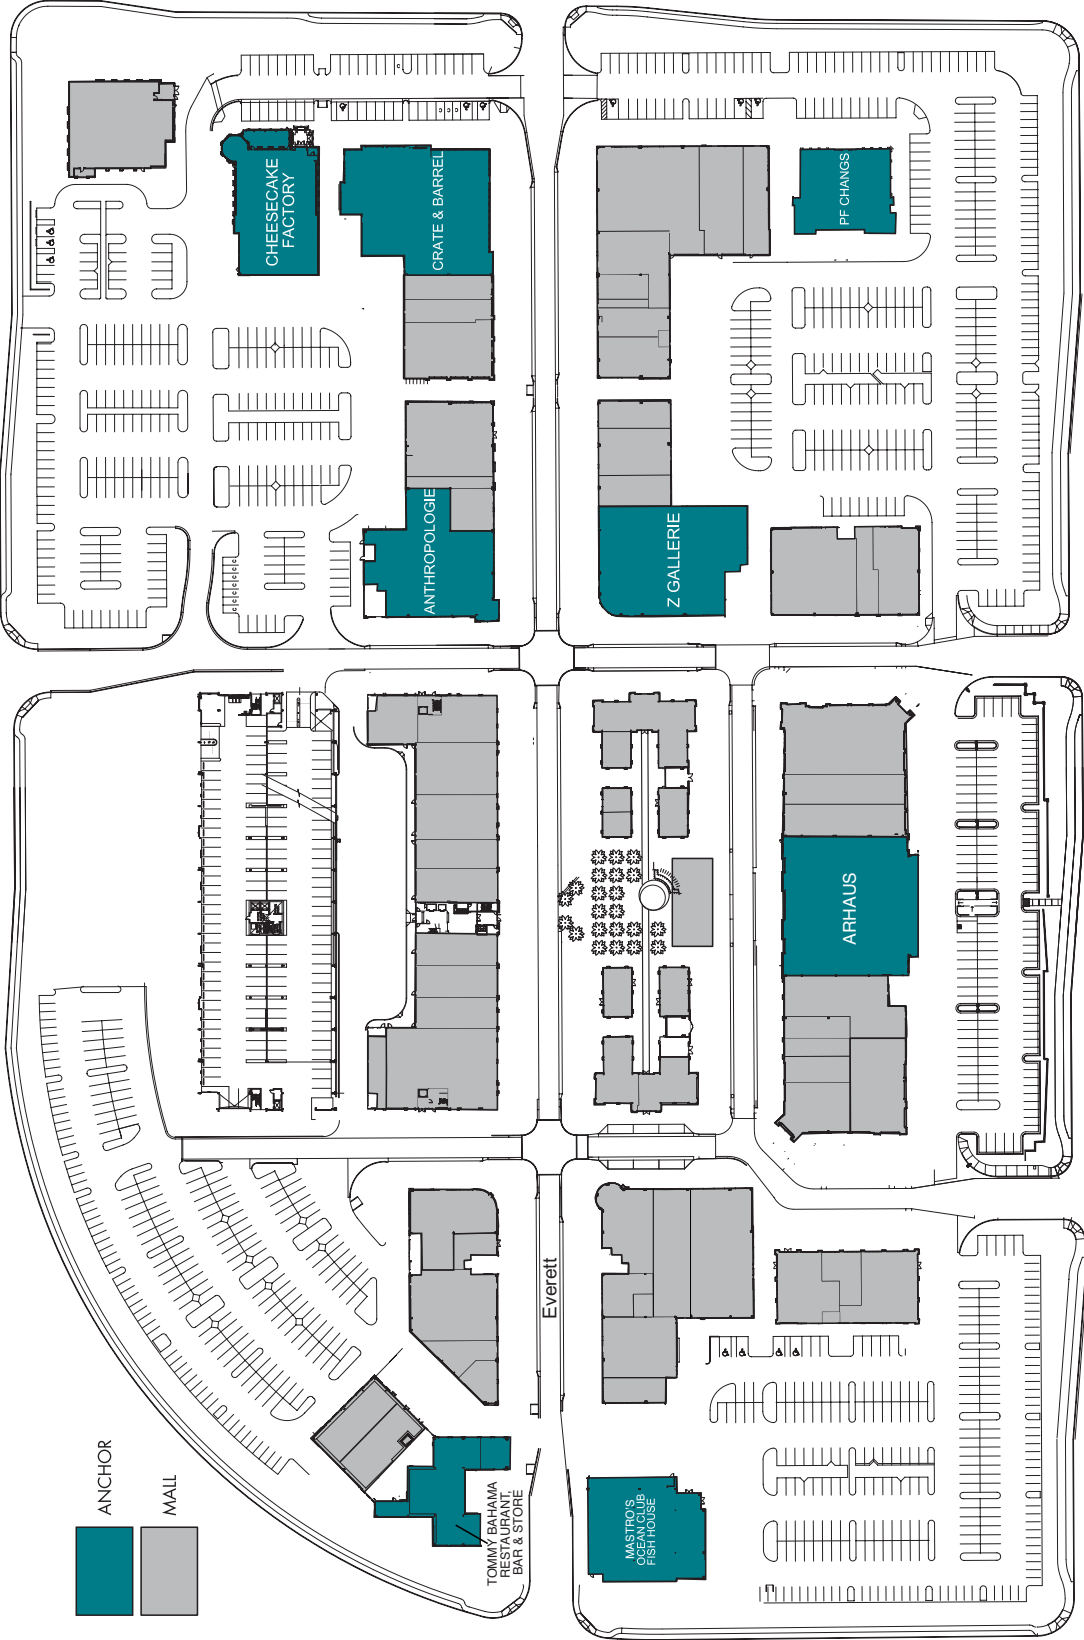 CHEESECAKE
FACTORY
CRATE & BARREL
PF CHANGS
ANTHROPOLOGIE
Z GALLERIE
ARHAUS
Everett
TOMMY BAHAMA
RESTAURANT,
BAR & STORE
MASTRO'S
OCEAN CLUB
FISH HOUSE
ANCHOR
MALL